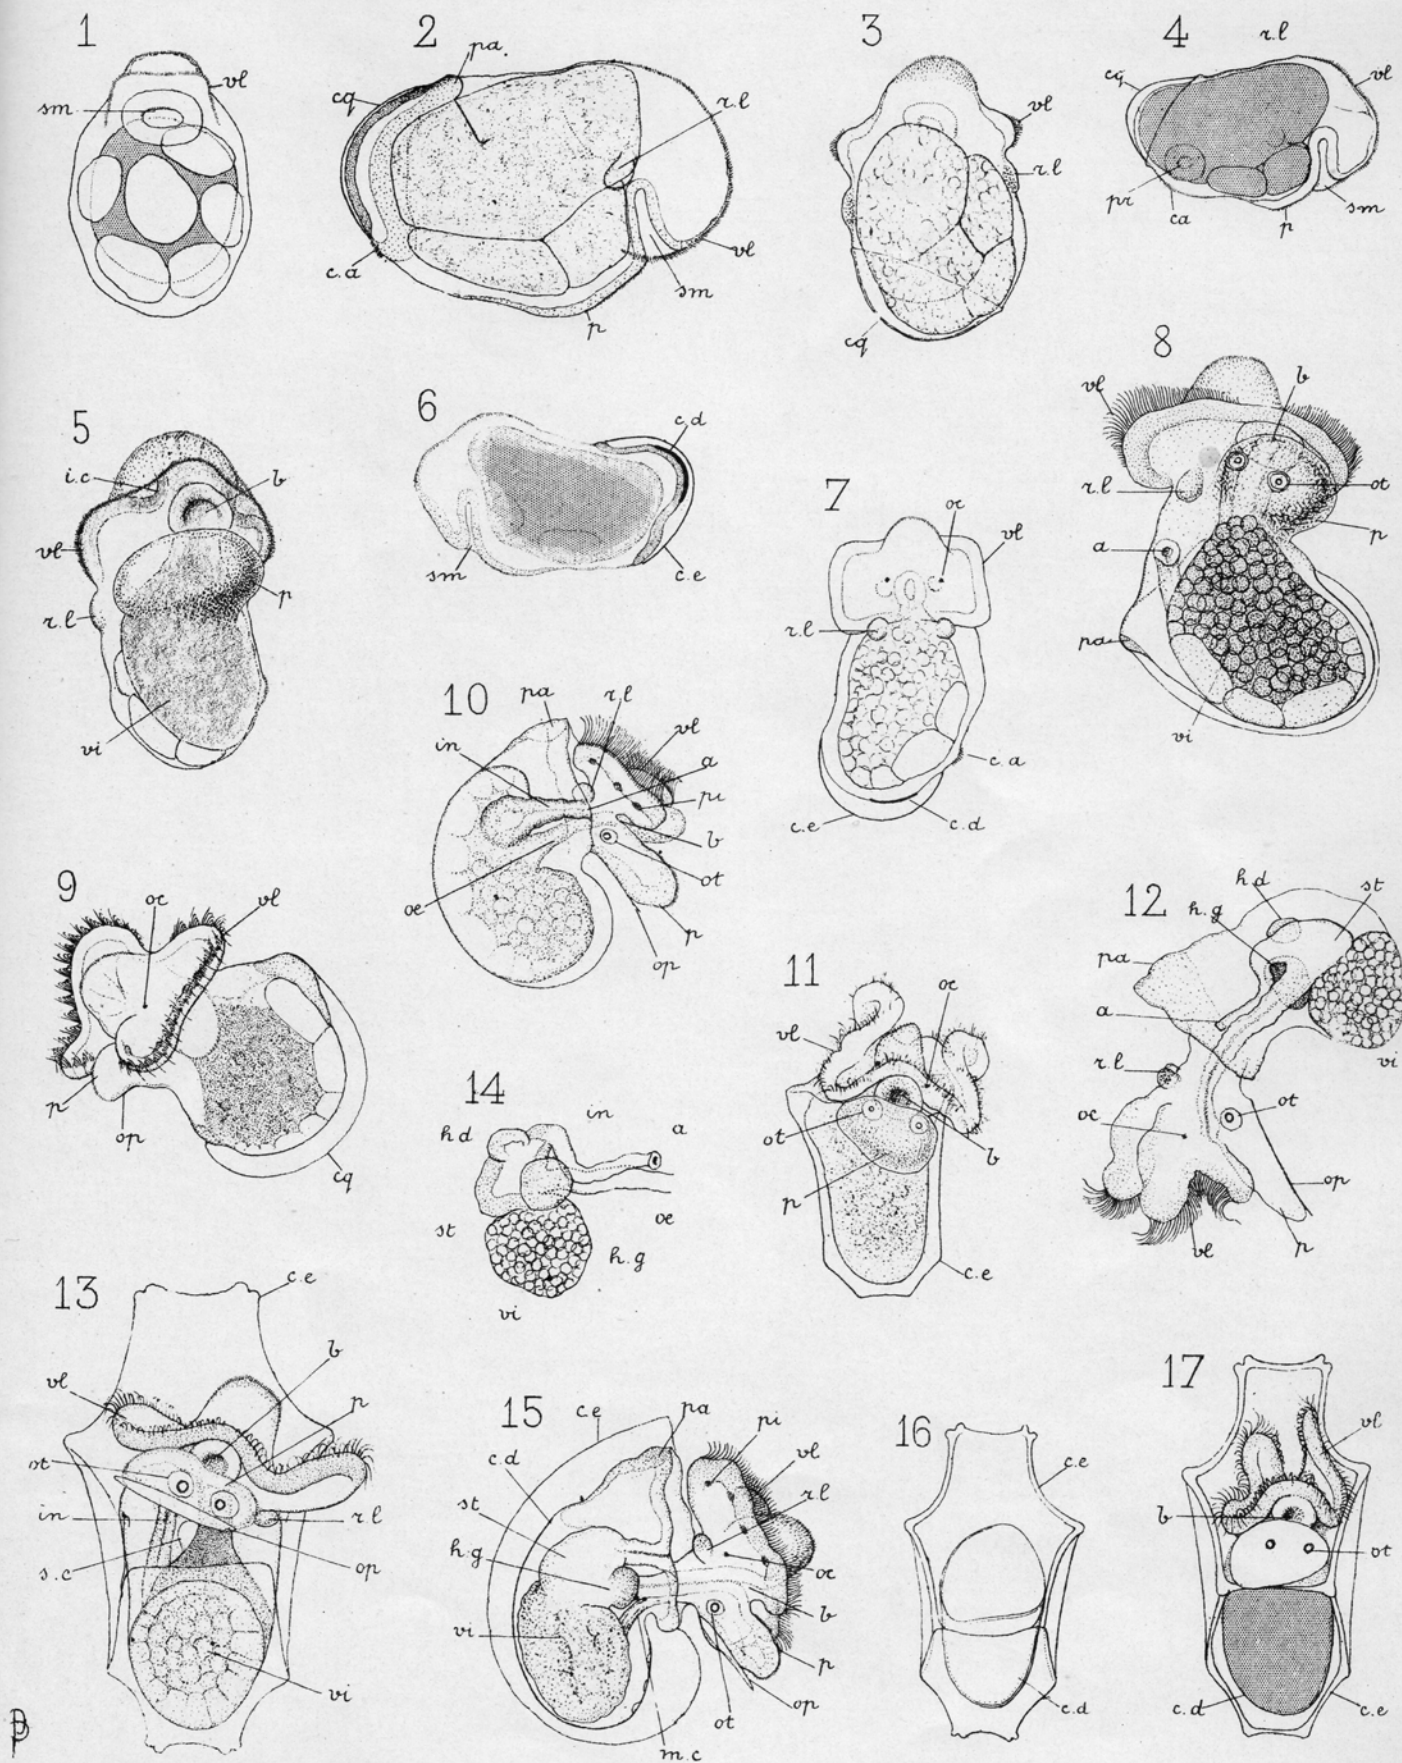 1
vl
sm
2
pa.
cq
r.l
c.a
vl
sm
p
3
vl
r.l
cq
4
r.l
cq
vl
pr
ca
p
sm
5
i.c
b
vl
p
r.l
vi
6
c.d
sm
c.e
7
oc
vl
r.l
c.a
c.e
c.d
8
vl
b
r.l
ot
p
a
pa
vi
9
oc
vl
p
op
cq
10
pa
r.l
in
vl
a
pi
b
ot
oe
p
op
11
oc
vl
ot
b
p
c.e
12
h.d
st
h.g
pa
a
vi
r.l
ot
oc
op
vl
p
13
c.e
b
vl
p
st
in
r.l
s.c
op
vi
14
in
hd
a
st
oe
h.g
vi
15
c.e
pa
pi
c.d
vl
st
r.l
h.g
oc
b
vi
p
op
ot
m.c
16
c.e
c.d
17
vl
b
ot
c.d
c.e